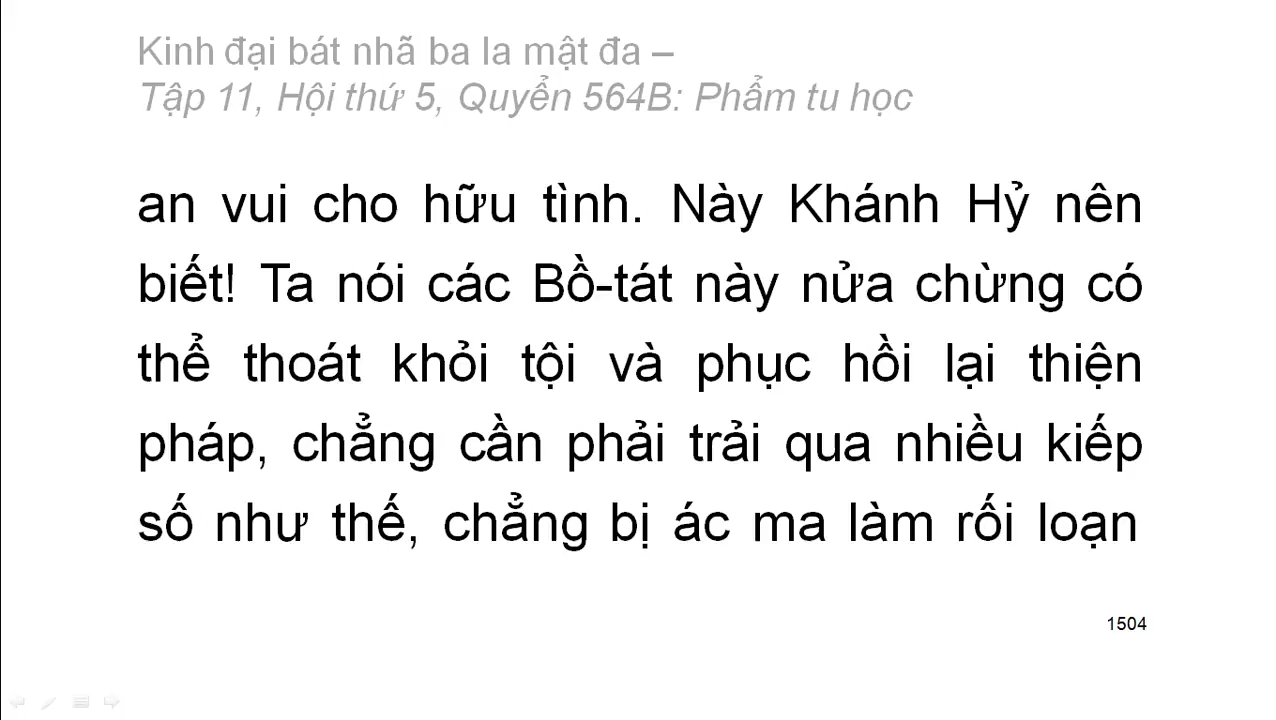 Kinh đại bát nhã ba la mật đa –
Tập 11, Hội thứ 5, Quyển 564B: Phẩm tu học
an vui cho hữu tình. Này Khánh Hỷ nên
biết! Ta nói các Bồ-tát này nửa chừng có
thể thoát khỏi tội và phục hồi lại thiện
pháp, chẳng cần phải trải qua nhiều kiếp
số như thế, chẳng bị ác ma làm rối loạn
1504